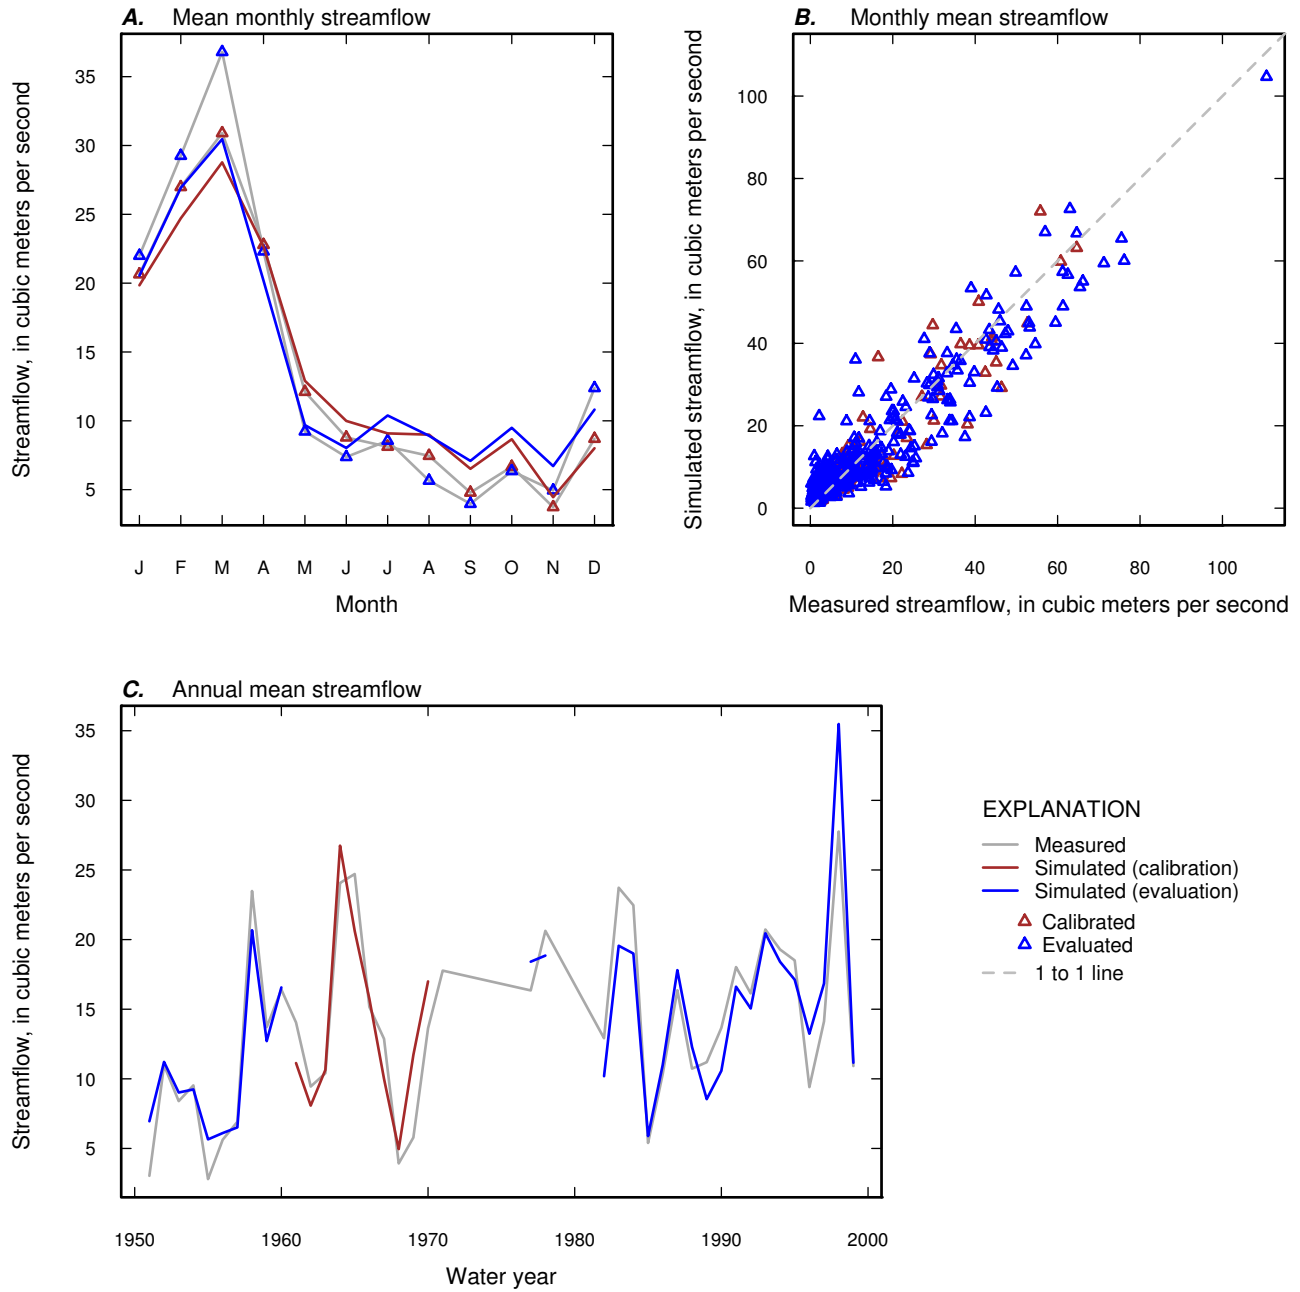 A. Mean monthly streamflow
35
30
25
20
15
10
5
Streamflow, in cubic meters per second
J F M A M J J A S O N D
Month
B. Monthly mean streamflow
100
80
60
40
20
0
Simulated streamflow, in cubic meters per second
0 20 40 60 80 100
Measured streamflow, in cubic meters per second
C. Annual mean streamflow
35
30
25
20
15
10
5
Streamflow, in cubic meters per second
1950 1960 1970 1980 1990 2000
Water year
EXPLANATION
Measured
Simulated (calibration)
Simulated (evaluation)
Calibrated
Evaluated
1 to 1 line